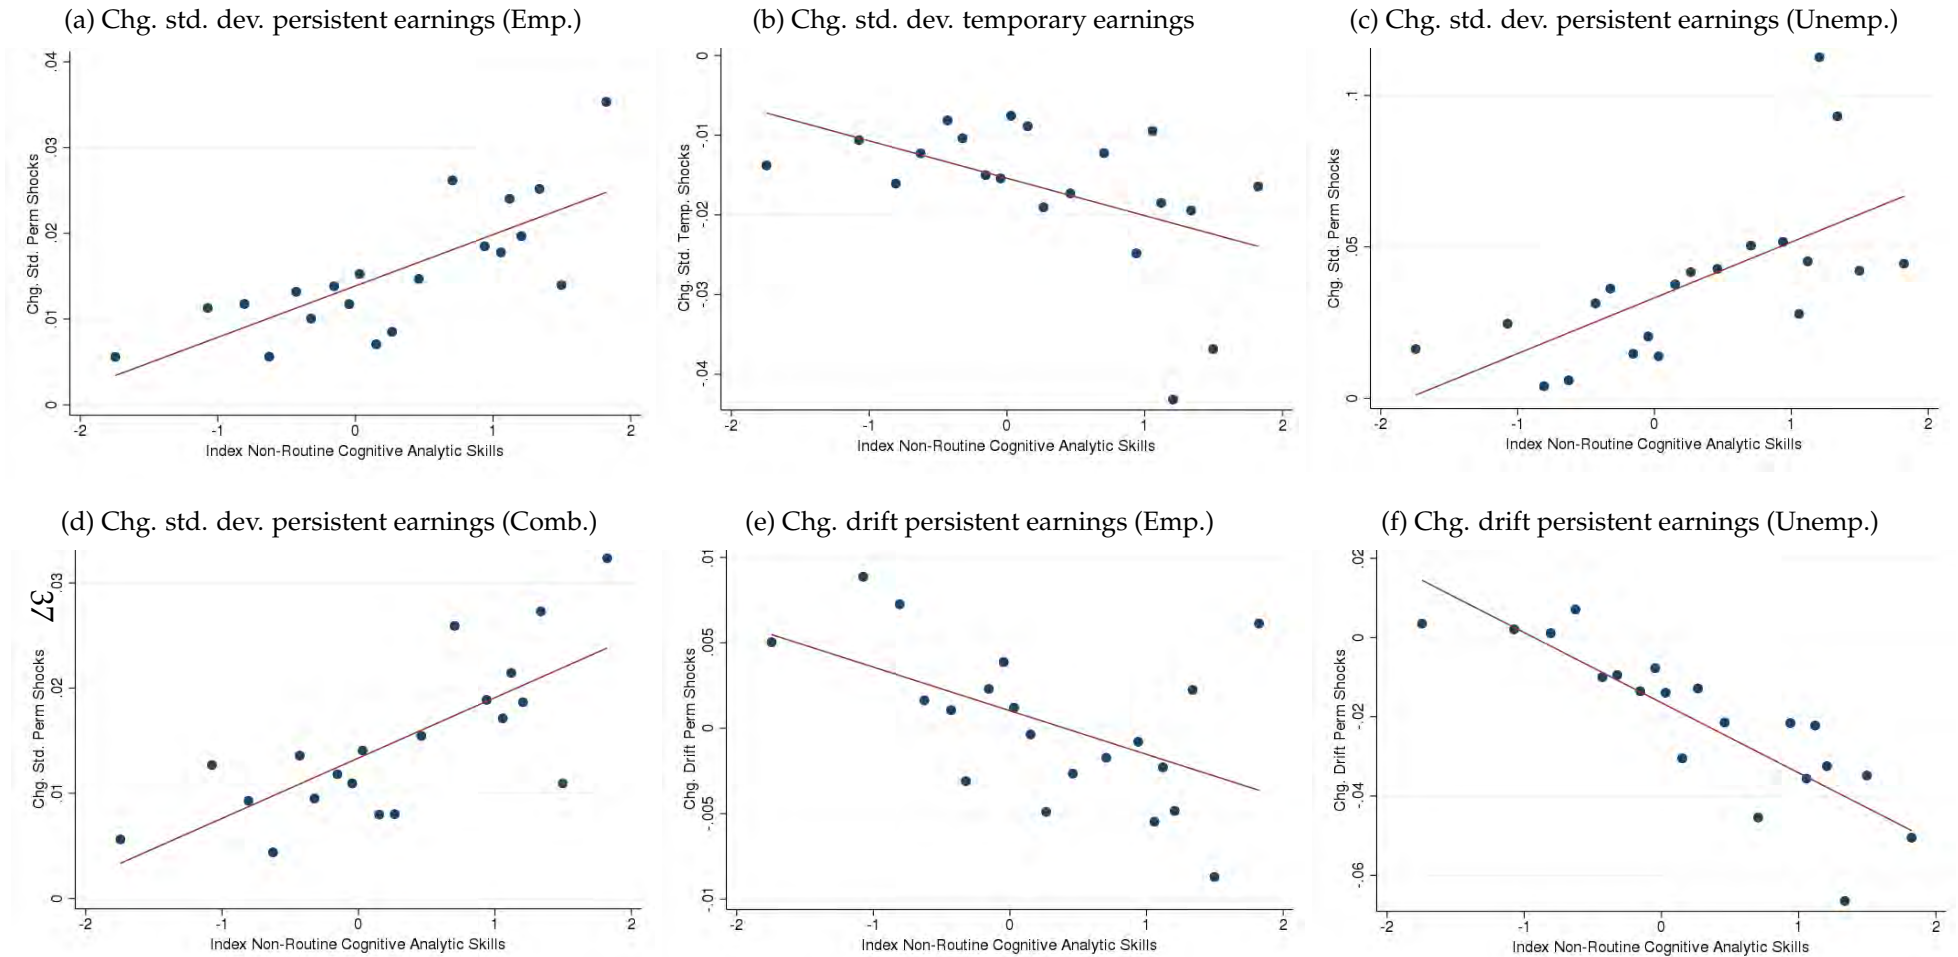 (a) Chg. std. dev. persistent earnings (Emp.)
Chg. Std. Perm Shocks
.04
.03
.02
.01
0
-2 -1 0 1 2
Index Non-Routine Cognitive Analytic Skills
(b) Chg. std. dev. temporary earnings
Chg. Std. Temp. Shocks
0
-.01
-.02
-.03
-.04
-2 -1 0 1 2
Index Non-Routine Cognitive Analytic Skills
(c) Chg. std. dev. persistent earnings (Unemp.)
Chg. Std. Perm Shocks
.1
.05
0
-2 -1 0 1 2
Index Non-Routine Cognitive Analytic Skills
(d) Chg. std. dev. persistent earnings (Comb.)
Chg. Std. Perm Shocks
.03
.02
.01
0
-2 -1 0 1 2
Index Non-Routine Cognitive Analytic Skills
37
(e) Chg. drift persistent earnings (Emp.)
Chg. Drift Perm Shocks
.01
.005
0
-.005
-.01
-2 -1 0 1 2
Index Non-Routine Cognitive Analytic Skills
(f) Chg. drift persistent earnings (Unemp.)
Chg. Drift Perm Shocks
.02
0
-.02
-.04
-.06
-2 -1 0 1 2
Index Non-Routine Cognitive Analytic Skills